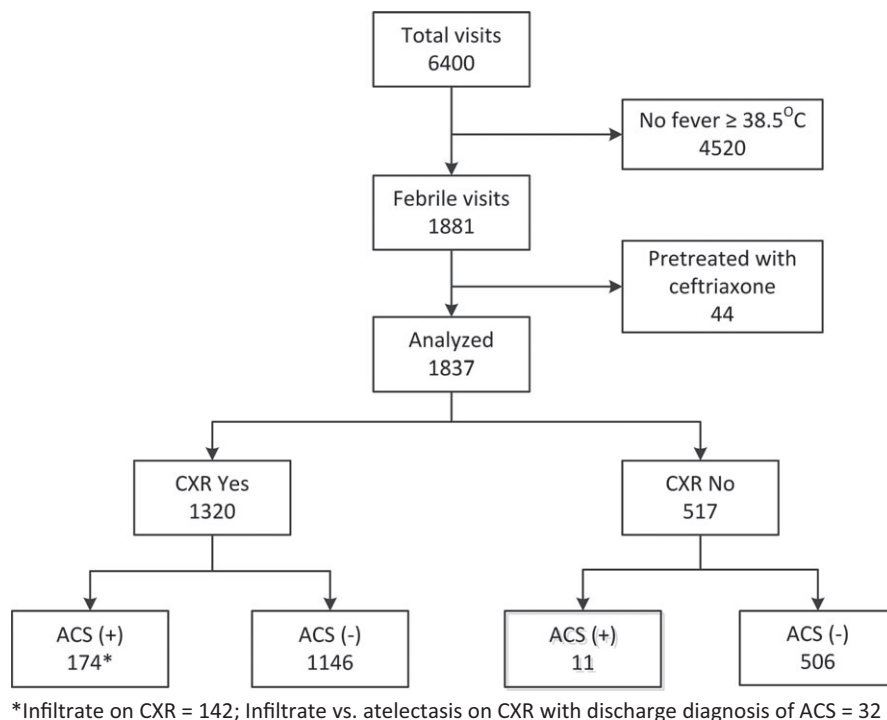 Total visits
6400
No fever ≥ 38.5°C
4520
Febrile visits
1881
Pretreated with
ceftriaxone
44
Analyzed
1837
CXR Yes
1320
CXR No
517
ACS (+)
174*
ACS (-)
1146
ACS (+)
11
ACS (-)
506
*Infiltrate on CXR = 142; Infiltrate vs. atelectasis on CXR with discharge diagnosis of ACS = 32